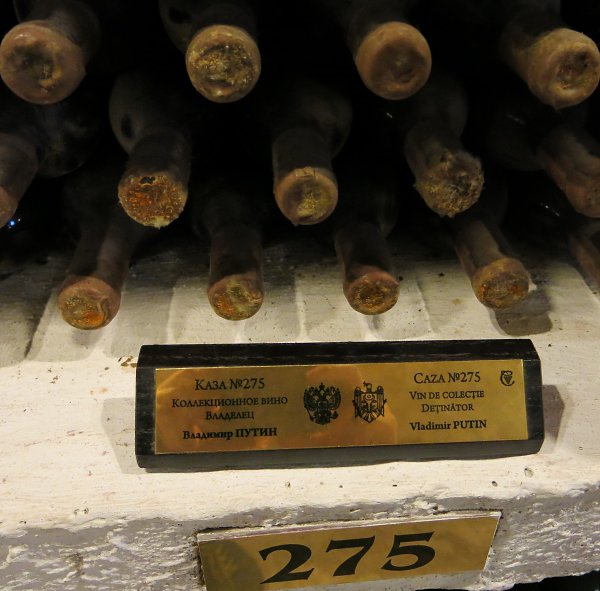 КАЗА №275
КОЛЛЕКЦИОННОЕ ВИНО
ВЛАДЕЛЕЦ
Владимир ПУТИН
CAZA №275
VIN DE COLECȚIE
DEȚINĂTOR
Vladimir PUTIN
275